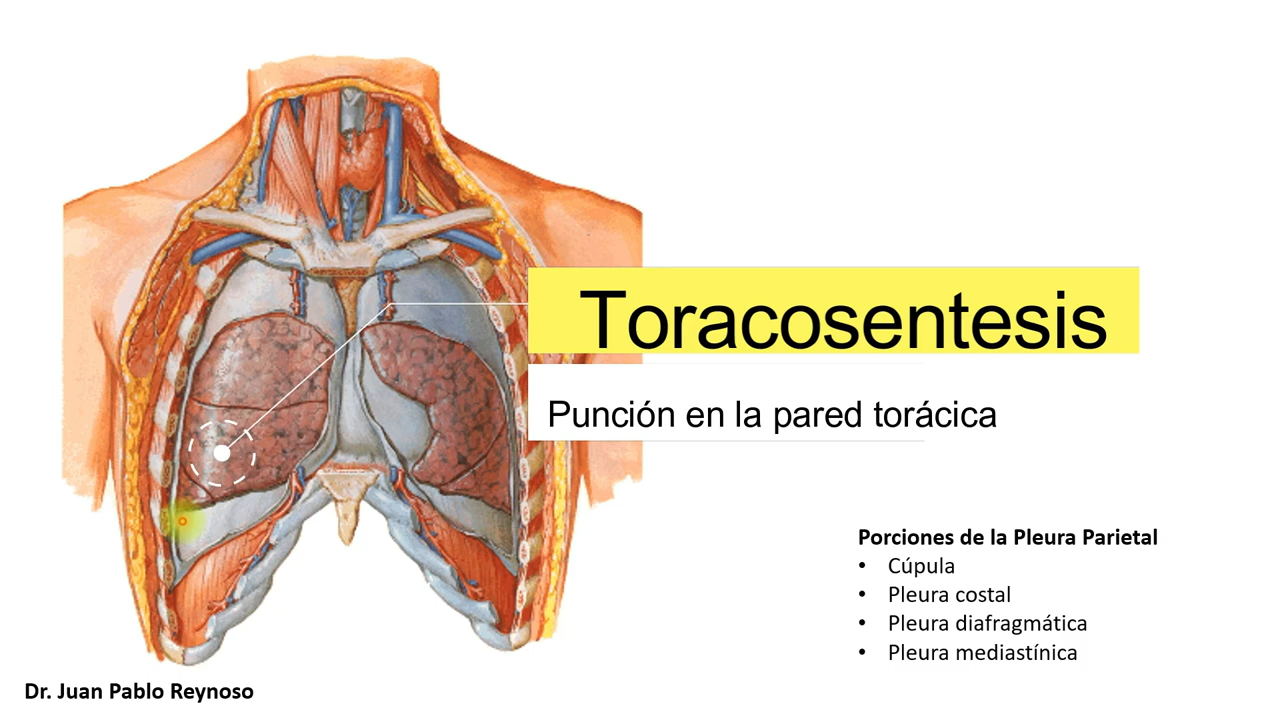 Toracosentesis
Punción en la pared torácica
Porciones de la Pleura Parietal
• Cúpula
• Pleura costal
• Pleura diafragmática
• Pleura mediastínica
Dr. Juan Pablo Reynoso